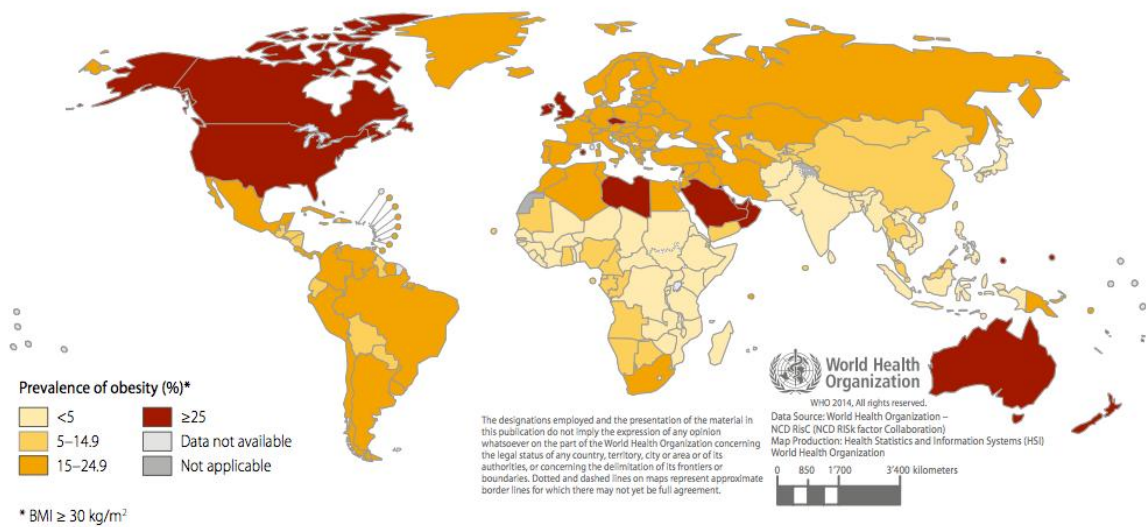 Prevalence of obesity (%)*
<5
5–14.9
15–24.9
≥25
Data not available
Not applicable
* BMI ≥ 30 kg/m²
The designations employed and the presentation of the material in
this publication do not imply the expression of any opinion
whatsoever on the part of the World Health Organization concerning
the legal status of any country, territory, city or area or of its
authorities, or concerning the delimitation of its frontiers or
boundaries. Dotted and dashed lines on maps represent approximate
border lines for which there may not yet be full agreement.
World Health
Organization
WHO 2014, All rights reserved.
Data Source: World Health Organization –
NCD RisC (NCD RISk factor Collaboration)
Map Production: Health Statistics and Information Systems (HSI)
World Health Organization
0 850 1'700 3'400 kilometers